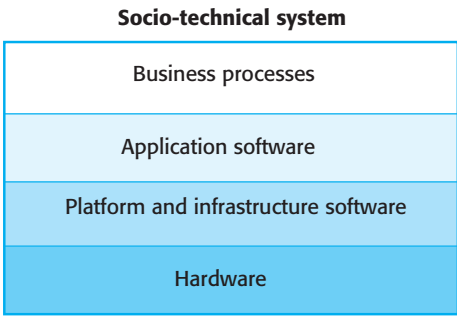 Socio-technical system
Business processes
Application software
Platform and infrastructure software
Hardware